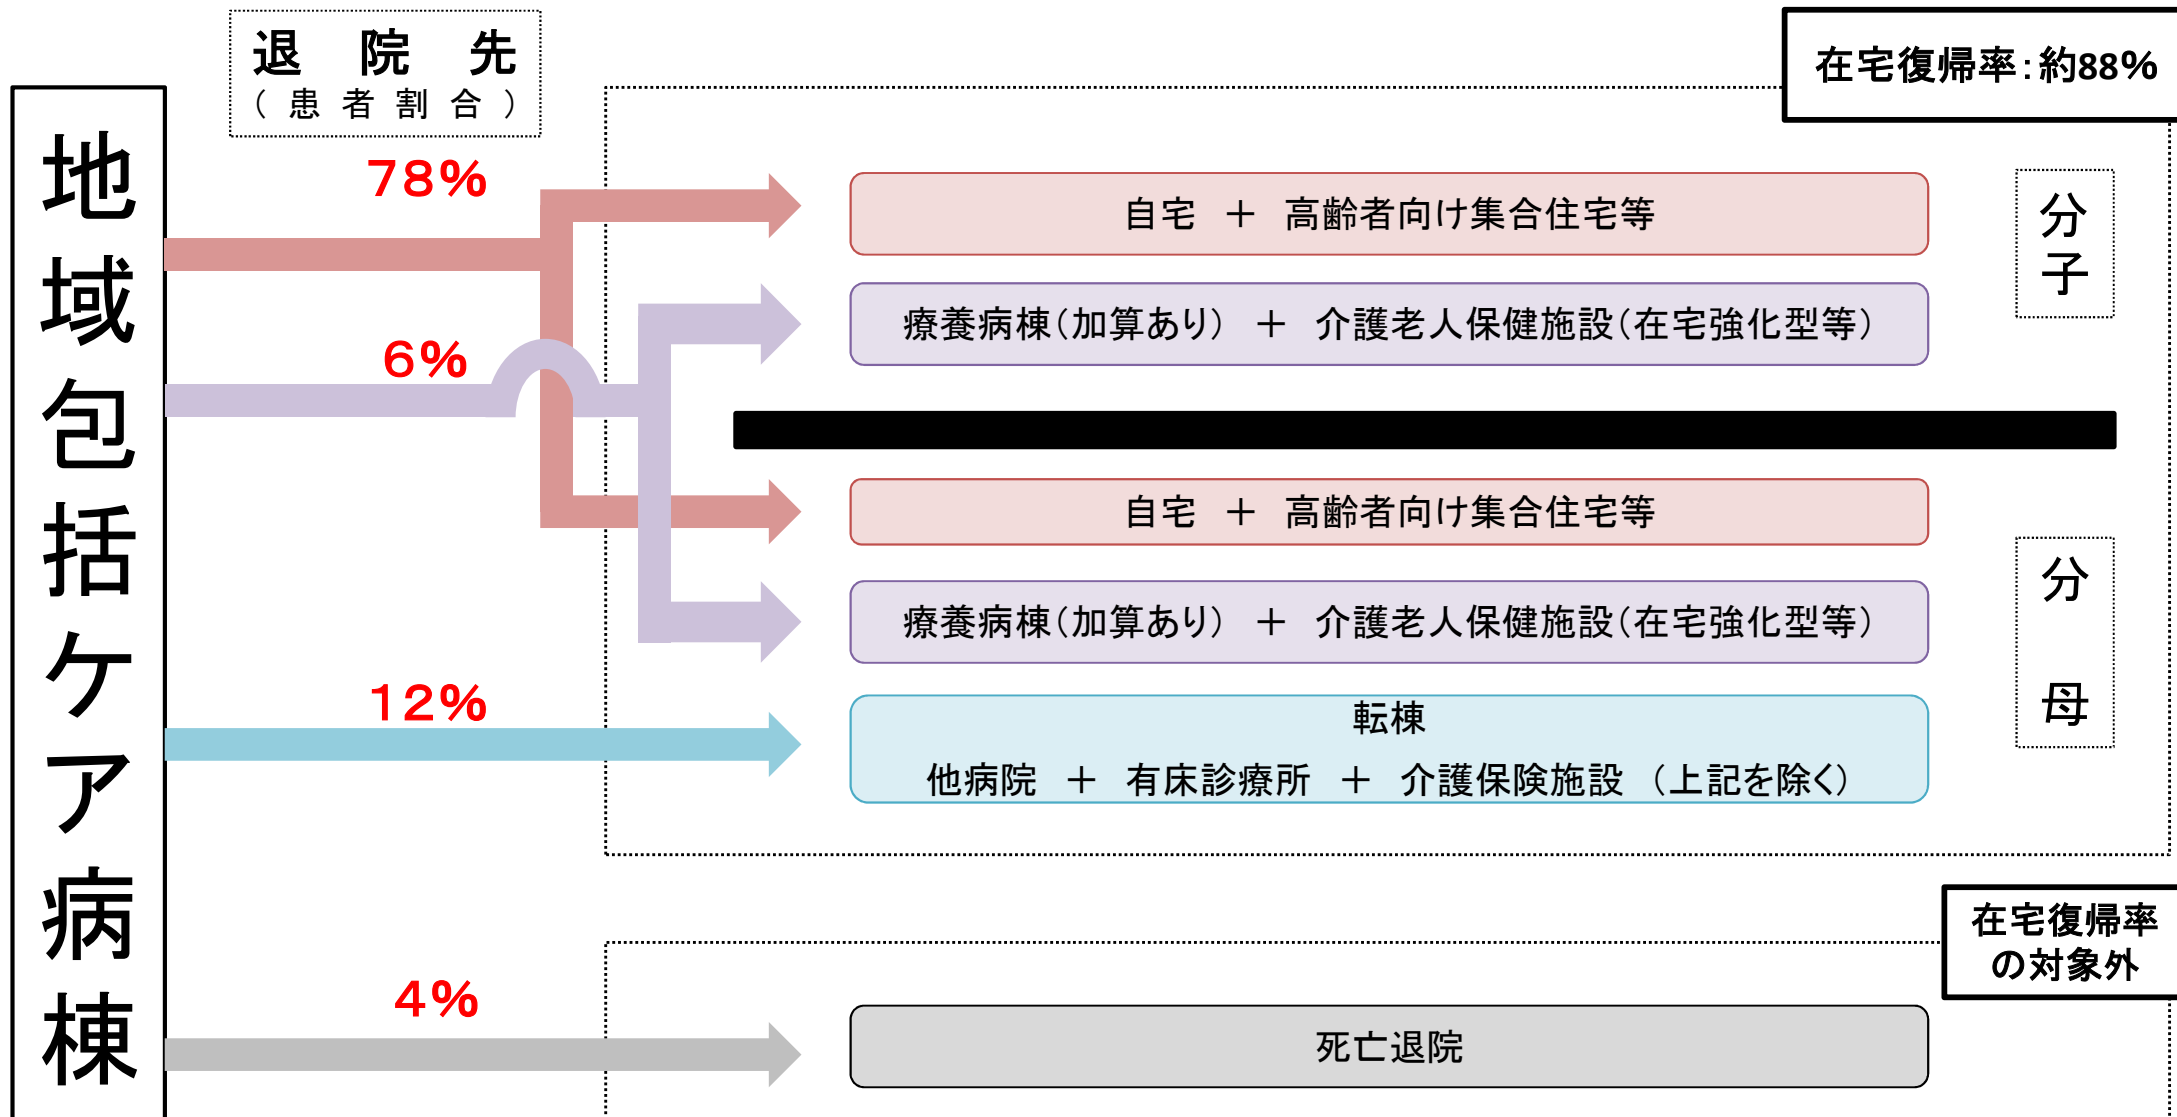 地域包括ケア病棟
退院先
（患者割合）
在宅復帰率：約88%
78%
自宅　＋　高齢者向け集合住宅等
分子
6%
療養病棟（加算あり）　＋　介護老人保健施設（在宅強化型等）
自宅　＋　高齢者向け集合住宅等
分母
療養病棟（加算あり）　＋　介護老人保健施設（在宅強化型等）
12%
転棟
他病院　＋　有床診療所　＋　介護保険施設　（上記を除く）
在宅復帰率
の対象外
4%
死亡退院